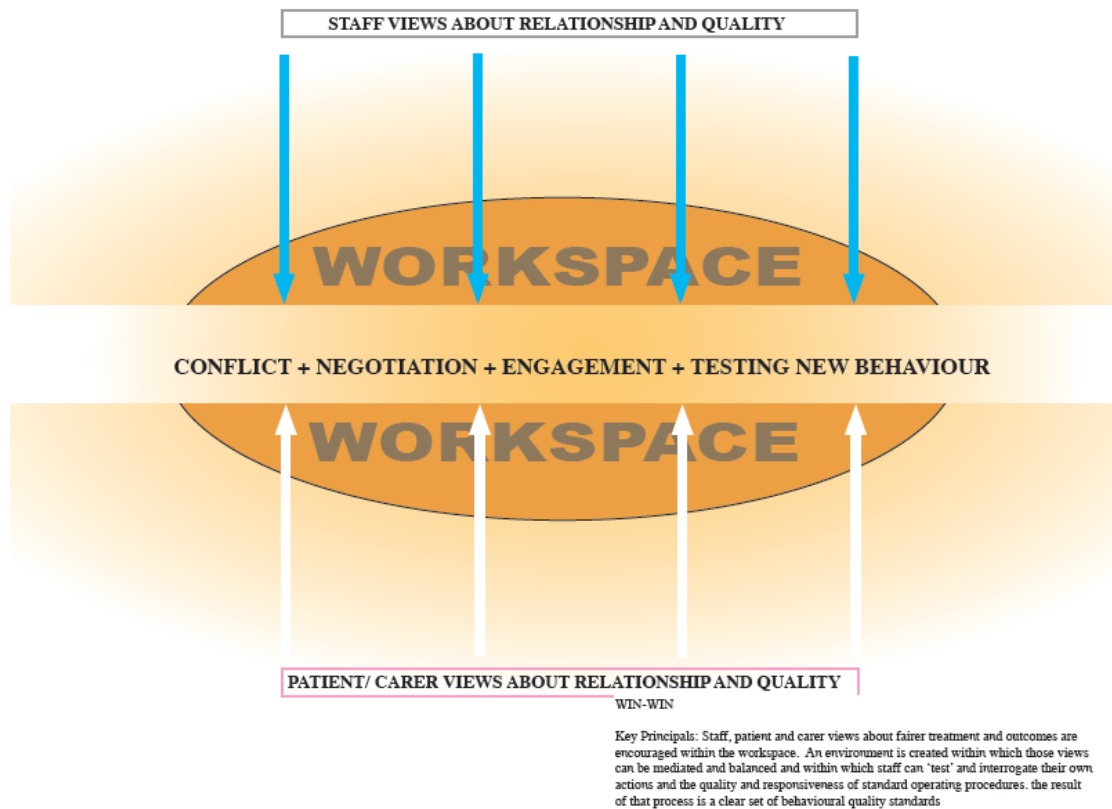 STAFF VIEWS ABOUT RELATIONSHIP AND QUALITY
WORKSPACE
CONFLICT + NEGOTIATION + ENGAGEMENT + TESTING NEW BEHAVIOUR
WORKSPACE
PATIENT/ CARER VIEWS ABOUT RELATIONSHIP AND QUALITY
WIN-WIN
Key Principals: Staff, patient and carer views about fairer treatment and outcomes are
encouraged within the workspace. An environment is created within which those views
can be mediated and balanced and within which staff can 'test' and interrogate their own
actions and the quality and responsiveness of standard operating procedures. the result
of that process is a clear set of behavioural quality standards